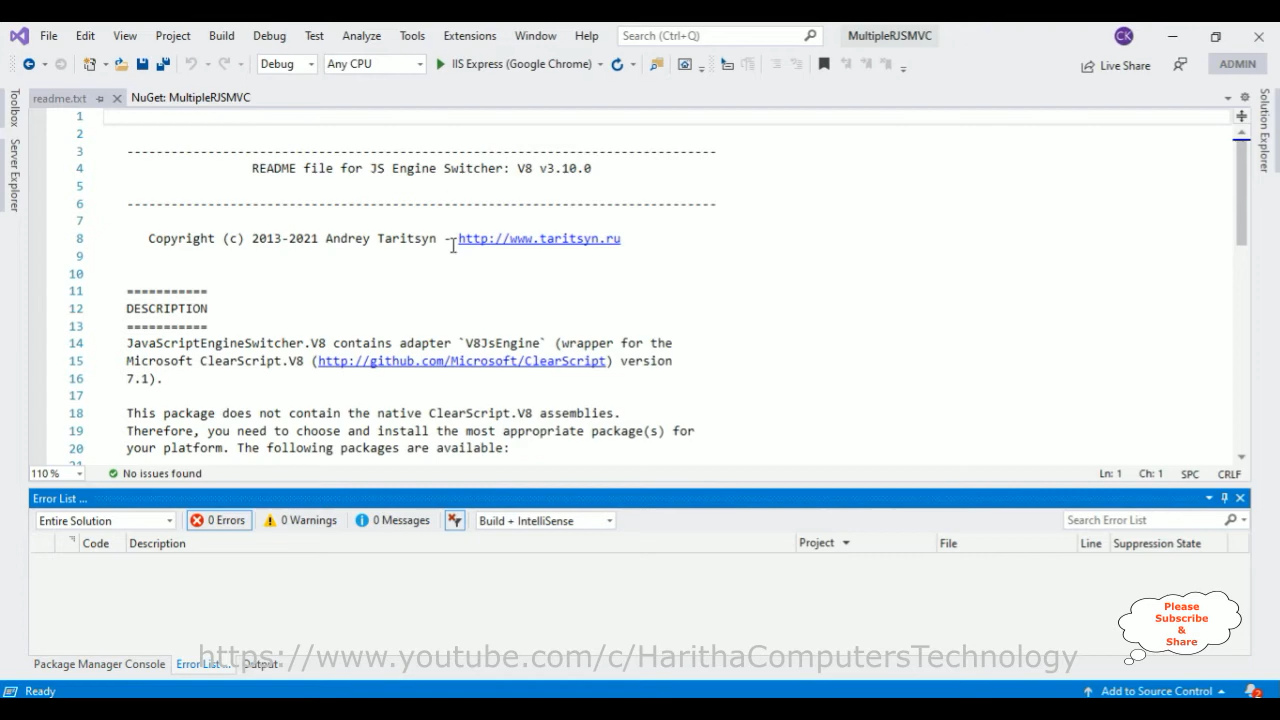 File Edit View Project Build Debug Test Analyze Tools Extensions Window Help Search (Ctrl+Q) MultipleRJSMVC CK
Debug Any CPU IIS Express (Google Chrome) Live Share ADMIN
readme.txt NuGet: MultipleRJSMVC
Toolbox
Server Explorer
Solution Explorer
1
2
3 --------------------------------------------------------------------------------
4 README file for JS Engine Switcher: V8 v3.10.0
5
6 --------------------------------------------------------------------------------
7
8 Copyright (c) 2013-2021 Andrey Taritsyn - http://www.taritsyn.ru
9
10
11 ===========
12 DESCRIPTION
13 ===========
14 JavaScriptEngineSwitcher.V8 contains adapter `V8JsEngine` (wrapper for the
15 Microsoft ClearScript.V8 (http://github.com/Microsoft/ClearScript) version
16 7.1).
17
18 This package does not contain the native ClearScript.V8 assemblies.
19 Therefore, you need to choose and install the most appropriate package(s) for
20 your platform. The following packages are available:
21
110 % No issues found Ln: 1 Ch: 1 SPC CRLF
Error List ...
Entire Solution 0 Errors 0 Warnings 0 Messages Build + IntelliSense Search Error List
Code Description Project File Line Suppression State
Please
Subscribe
&
Share
Package Manager Console Error List ... Output
https://www.youtube.com/c/HarithaComputersTechnology
Ready Add to Source Control 2